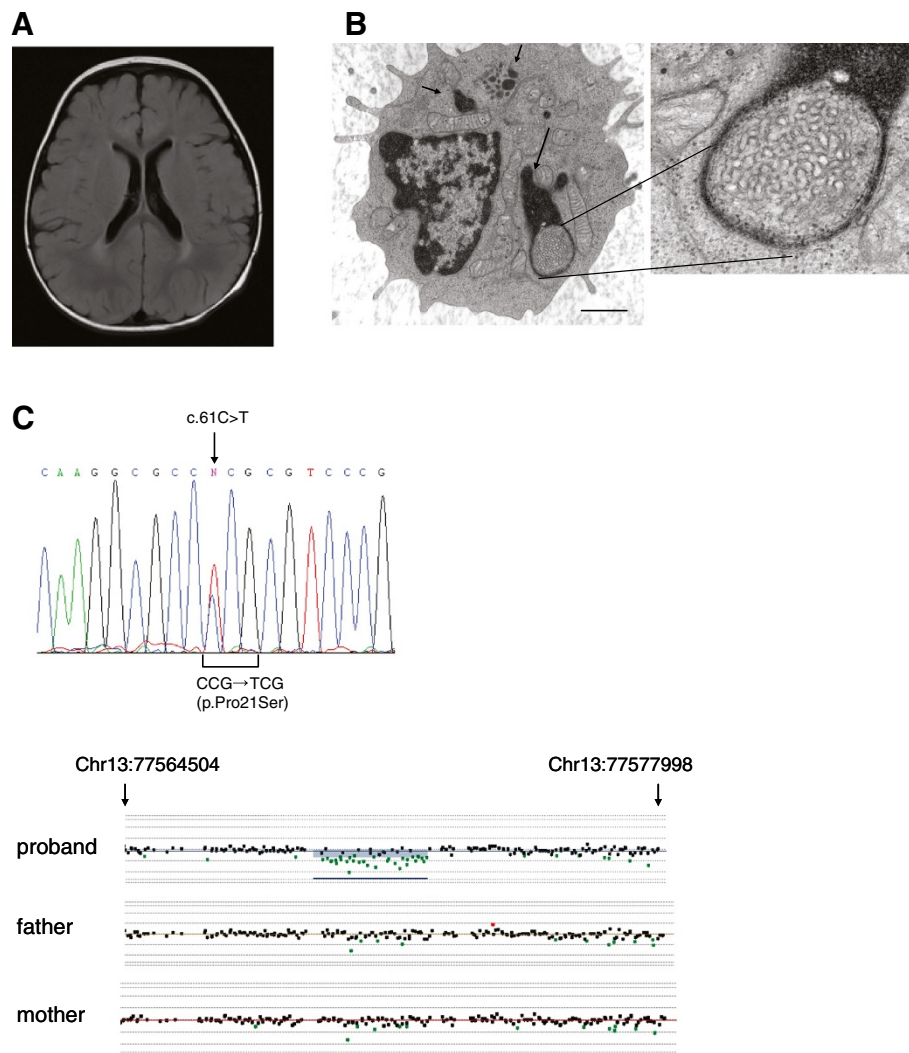 A
B
C
c.61C>T
C A A G G C G C C N C G C G T C C C G
CCG→TCG
(p.Pro21Ser)
Chr13:77564504
Chr13:77577998
proband
father
mother